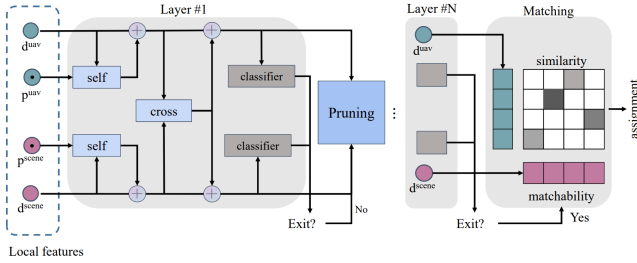 Layer #1
Layer #N
Matching
d^uav
p^uav
p^scene
d^scene
self
self
cross
classifier
classifier
Pruning
...
Exit?
No
d^uav
d^scene
Exit?
Yes
similarity
matchability
assignment
Local features